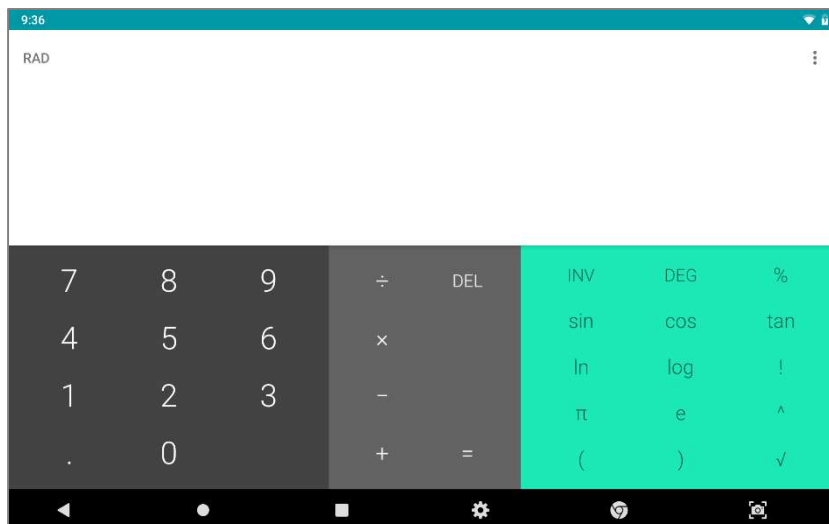 9:36
RAD
7 8 9 ÷ DEL INV DEG %
4 5 6 × sin cos tan
1 2 3 − ln log !
. 0 + = π e ^
( ) √